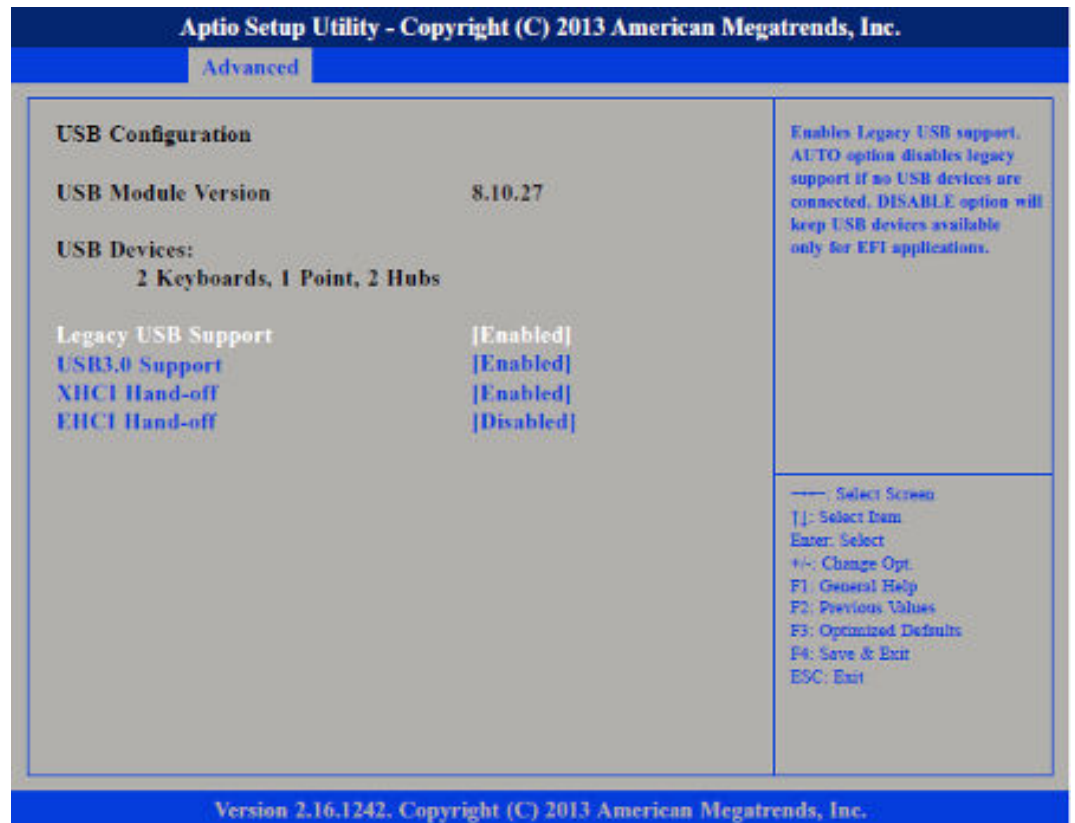 Aptio Setup Utility - Copyright (C) 2013 American Megatrends, Inc.
Advanced
USB Configuration
USB Module Version 8.10.27
USB Devices:
2 Keyboards, 1 Point, 2 Hubs
Legacy USB Support [Enabled]
USB3.0 Support [Enabled]
XHCI Hand-off [Enabled]
EHCI Hand-off [Disabled]
Enables Legacy USB support.
AUTO option disables legacy
support if no USB devices are
connected. DISABLE option will
keep USB devices available
only for EFI applications.
→←: Select Screen
↑↓: Select Item
Enter: Select
+/-: Change Opt.
F1: General Help
F2: Previous Values
F3: Optimized Defaults
F4: Save & Exit
ESC: Exit
Version 2.16.1242. Copyright (C) 2013 American Megatrends, Inc.